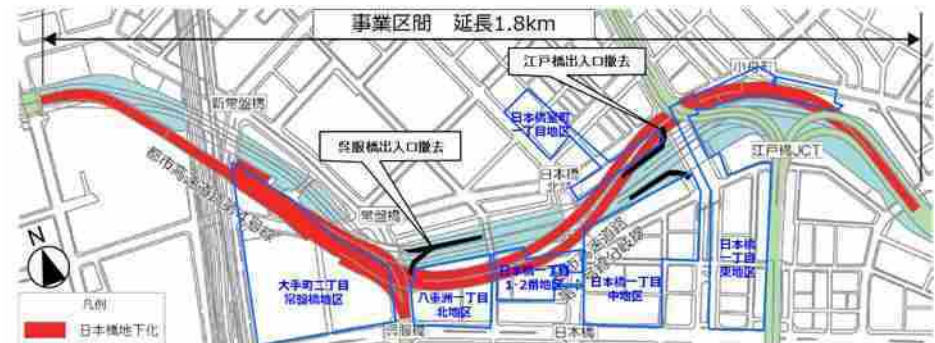 事業区間　延長1.8km
江戸橋出入口撤去
小舟町
新常盤橋
日本橋室町
一丁目地区
呉服橋出入口撤去
江戸橋JCT
常盤橋
日本橋
一丁目
東地区
大手町二丁目
常盤橋地区
八重洲一丁目
北地区
日本橋一丁目
1・2番地区
日本橋一丁目
中地区
呉服橋
日本橋
N
凡例
日本橋地下化